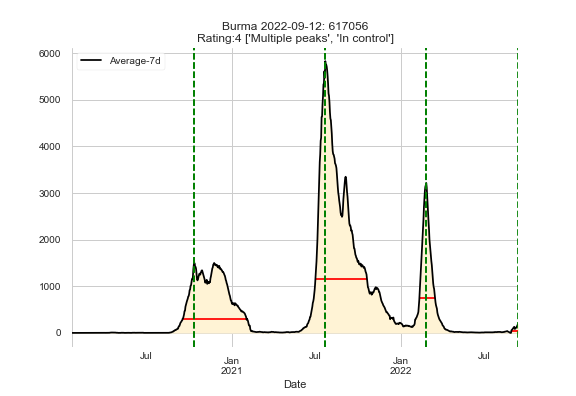 Burma 2022-09-12: 617056
Rating:4 ['Multiple peaks', 'In control']
Average-7d
6000
5000
4000
3000
2000
1000
0
Jul
Jan
2021
Jul
Jan
2022
Jul
Date